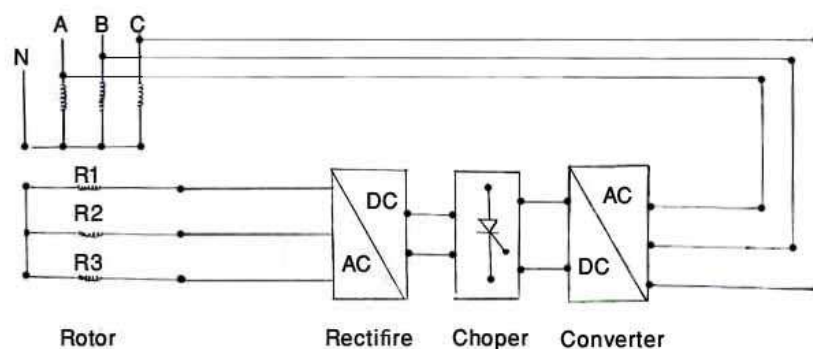 A B C
N
R1
R2
R3
DC
AC
AC
DC
Rotor Rectifire Choper Converter